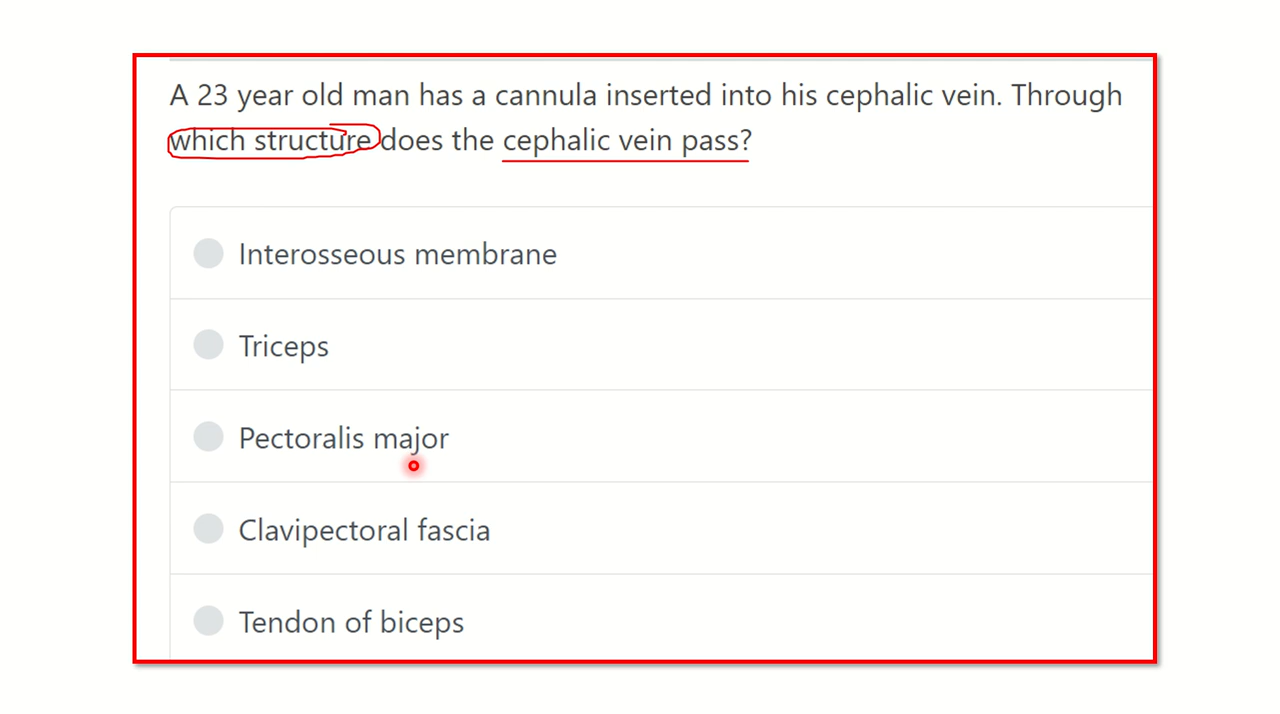 A 23 year old man has a cannula inserted into his cephalic vein. Through
which structure does the cephalic vein pass?
Interosseous membrane
Triceps
Pectoralis major
Clavipectoral fascia
Tendon of biceps